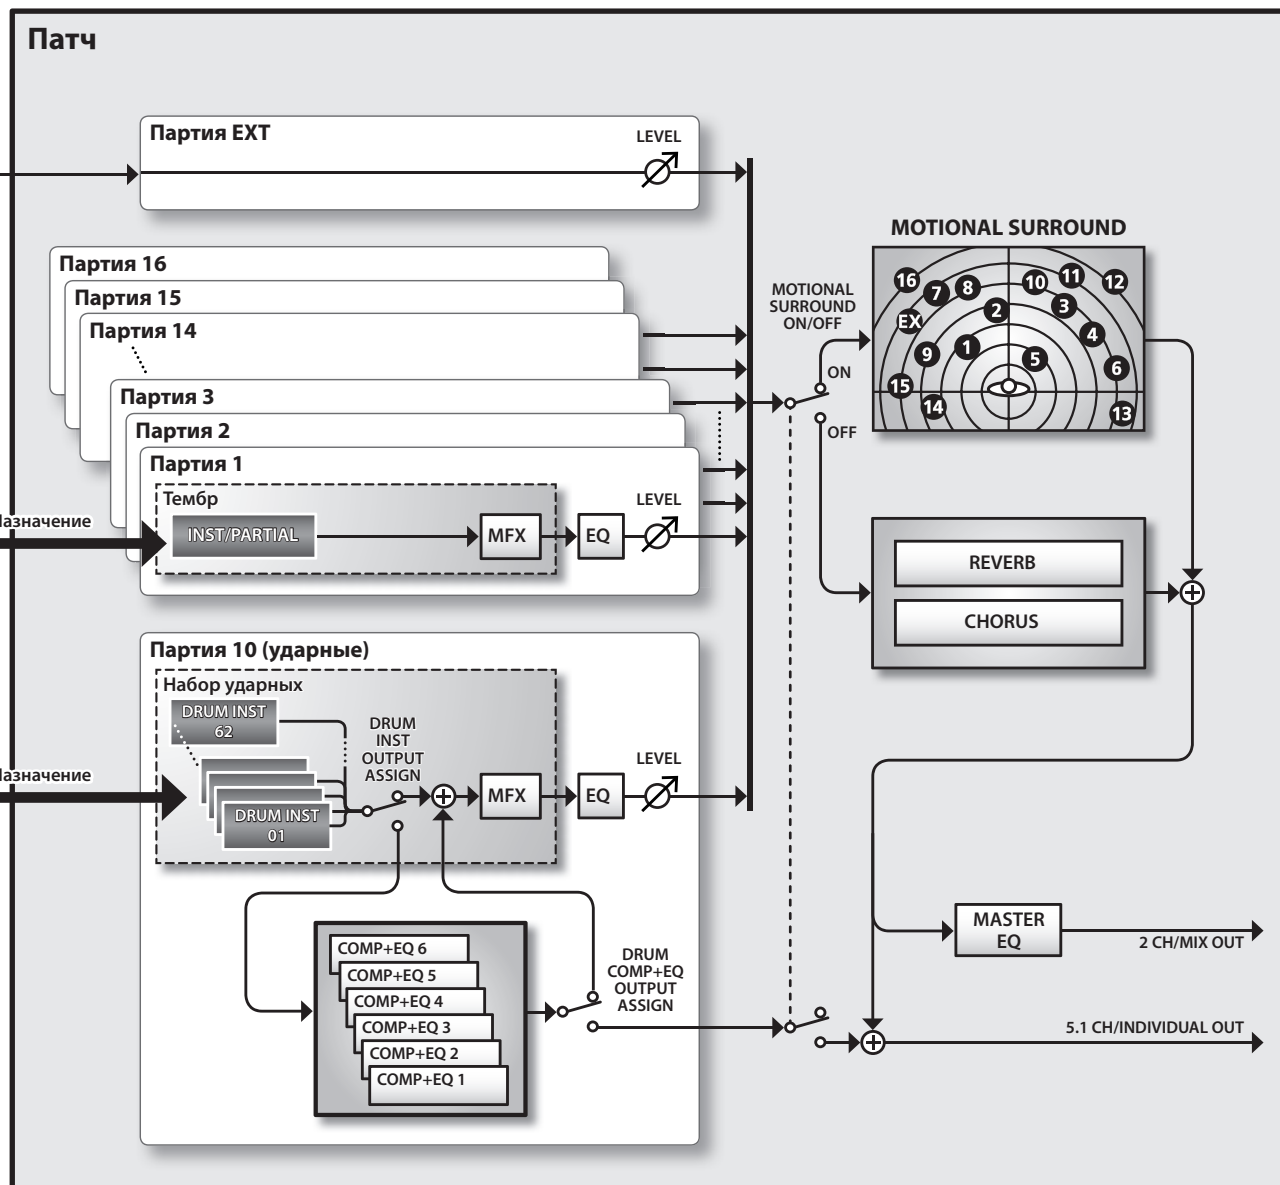 Патч
Партия EXT
LEVEL
Партия 16
Партия 15
Партия 14
Партия 3
Партия 2
Партия 1
Тембр
INST/PARTIAL
MFX
EQ
LEVEL
Назначение
Партия 10 (ударные)
Набор ударных
DRUM INST
62
DRUM INST
01
DRUM
INST
OUTPUT
ASSIGN
MFX
EQ
LEVEL
Назначение
COMP+EQ 6
COMP+EQ 5
COMP+EQ 4
COMP+EQ 3
COMP+EQ 2
COMP+EQ 1
DRUM
COMP+EQ
OUTPUT
ASSIGN
MOTIONAL
SURROUND
ON/OFF
ON
OFF
MOTIONAL SURROUND
16
7
8
10
11
12
EX
2
3
4
9
1
5
6
15
14
13
REVERB
CHORUS
MASTER
EQ
2 CH/MIX OUT
5.1 CH/INDIVIDUAL OUT